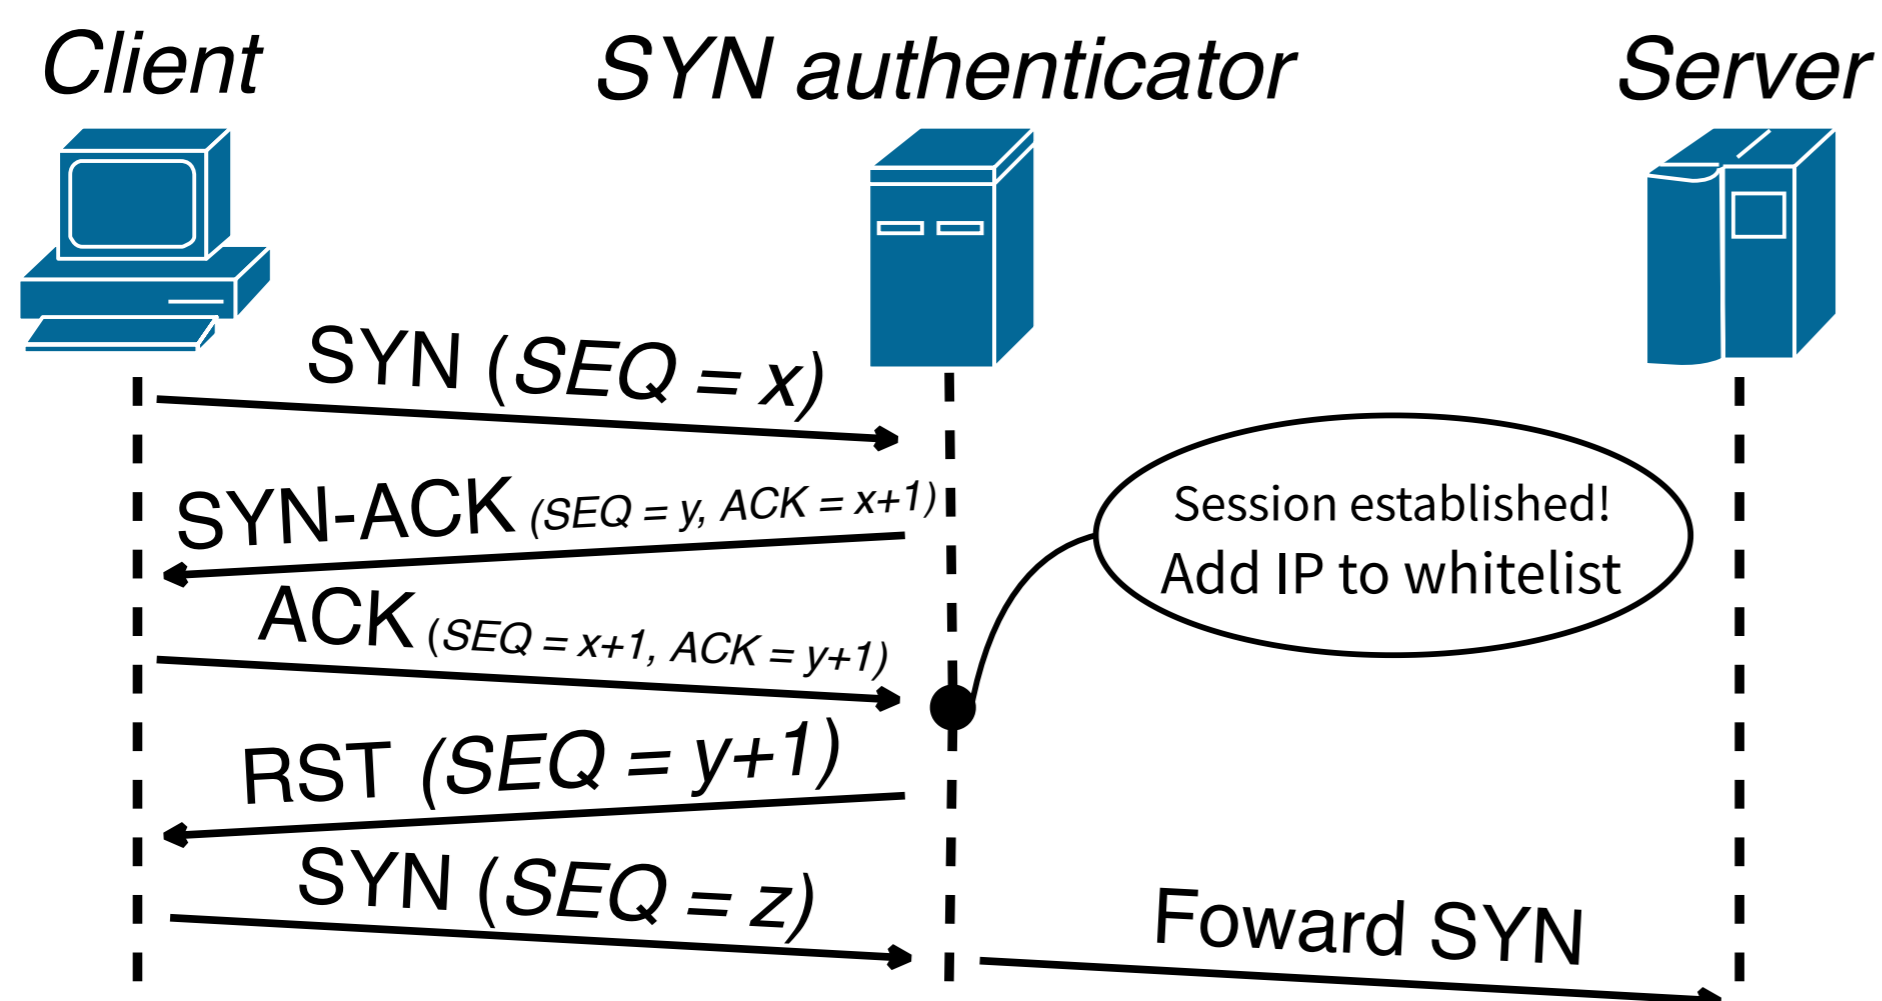 Client
SYN authenticator
Server
SYN (SEQ = x)
SYN-ACK (SEQ = y, ACK = x+1)
Session established!
Add IP to whitelist
ACK (SEQ = x+1, ACK = y+1)
RST (SEQ = y+1)
SYN (SEQ = z)
Foward SYN